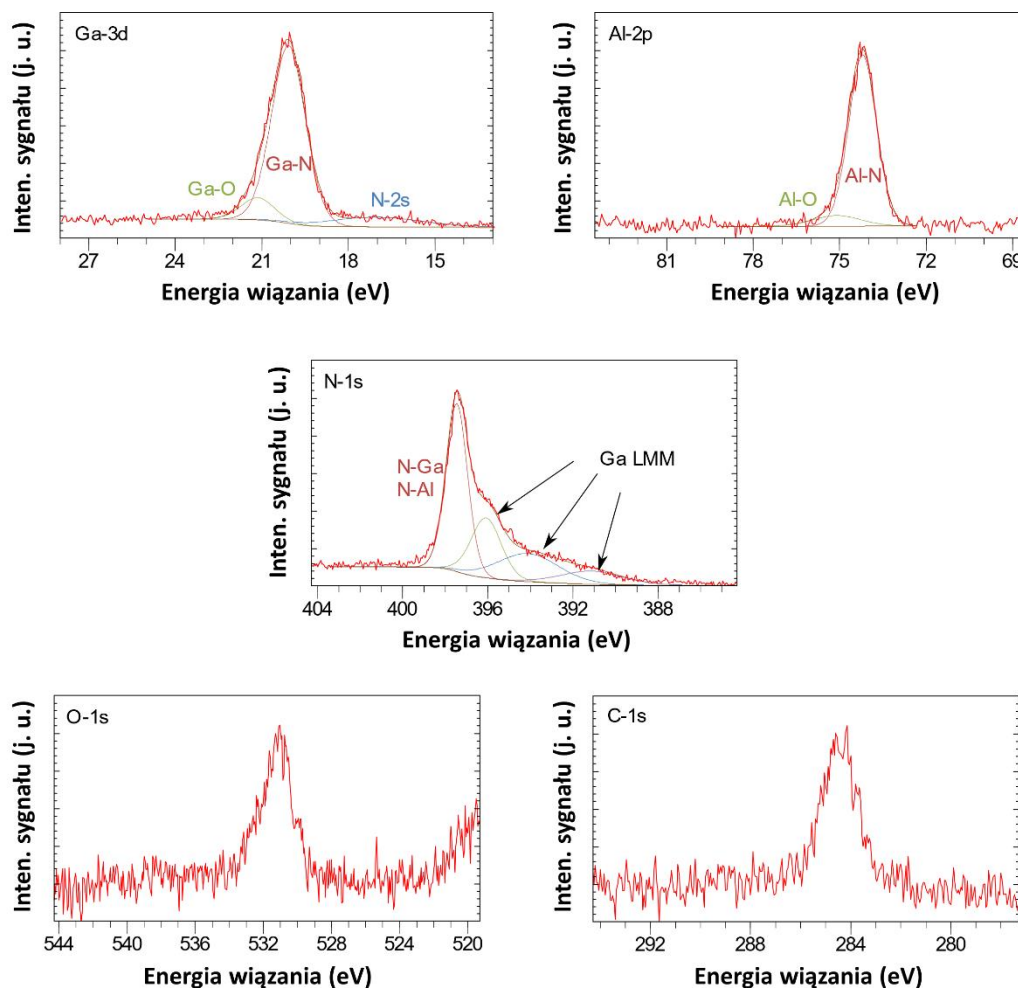 Ga-3d
Inten. sygnału (j. u.)
Ga-O
Ga-N
N-2s
27 24 21 18 15
Energia wiązania (eV)
Al-2p
Inten. sygnału (j. u.)
Al-O
Al-N
81 78 75 72 69
Energia wiązania (eV)
N-1s
Inten. sygnału (j. u.)
N-Ga
N-Al
Ga LMM
404 400 396 392 388
Energia wiązania (eV)
O-1s
Inten. sygnału (j. u.)
544 540 536 532 528 524 520
Energia wiązania (eV)
C-1s
Inten. sygnału (j. u.)
292 288 284 280
Energia wiązania (eV)